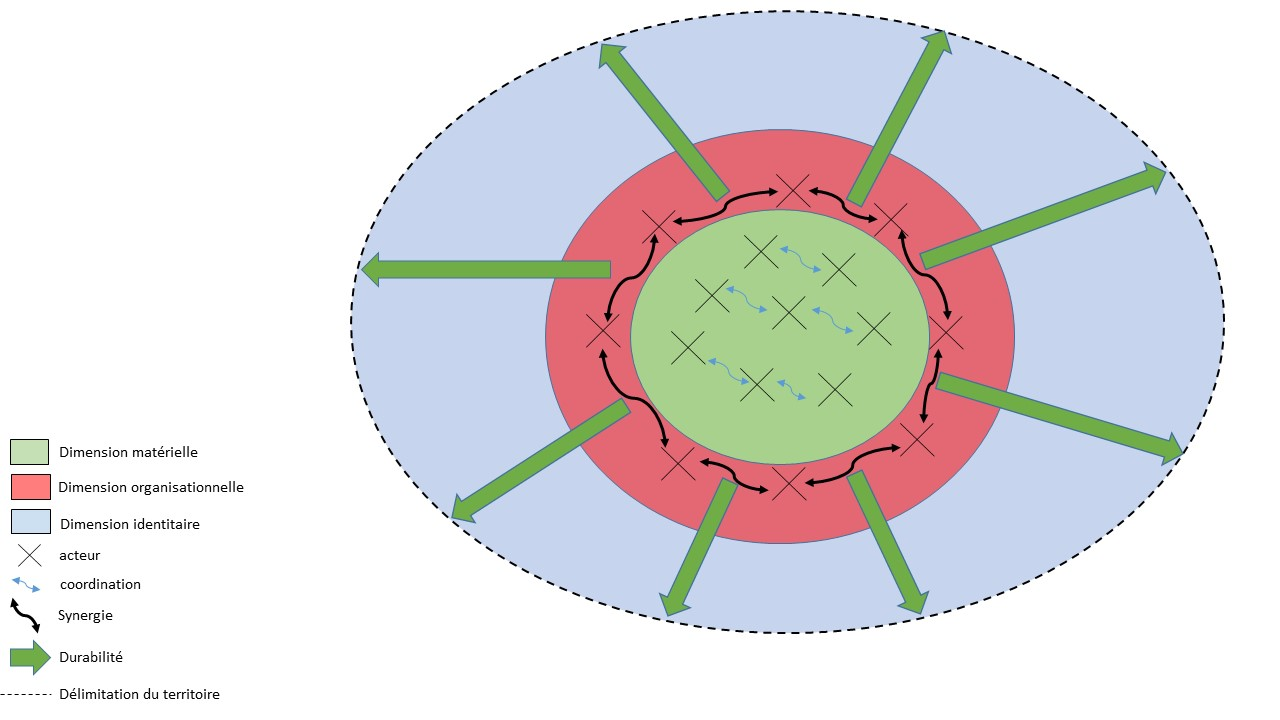 Dimension matérielle
Dimension organisationnelle
Dimension identitaire
acteur
coordination
Synergie
Durabilité
Délimitation du territoire